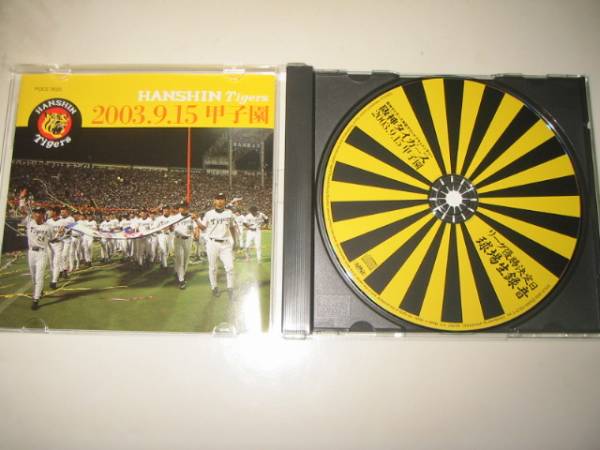 HANSHIN Tigers
2003.9.15 甲子園
HANSHIN
Tigers
阪神タイガース
2003.9.15 甲子園
リーグ優勝決定日
球場生録音